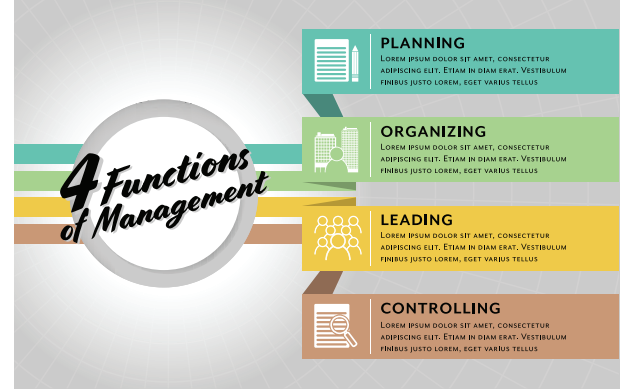 4 Functions
of Management
PLANNING
Lorem ipsum dolor sit amet, consectetur
adipiscing elit. Etiam in diam erat. Vestibulum
finibus justo lorem, eget varius tellus
ORGANIZING
Lorem ipsum dolor sit amet, consectetur
adipiscing elit. Etiam in diam erat. Vestibulum
finibus justo lorem, eget varius tellus
LEADING
Lorem ipsum dolor sit amet, consectetur
adipiscing elit. Etiam in diam erat. Vestibulum
finibus justo lorem, eget varius tellus
CONTROLLING
Lorem ipsum dolor sit amet, consectetur
adipiscing elit. Etiam in diam erat. Vestibulum
finibus justo lorem, eget varius tellus